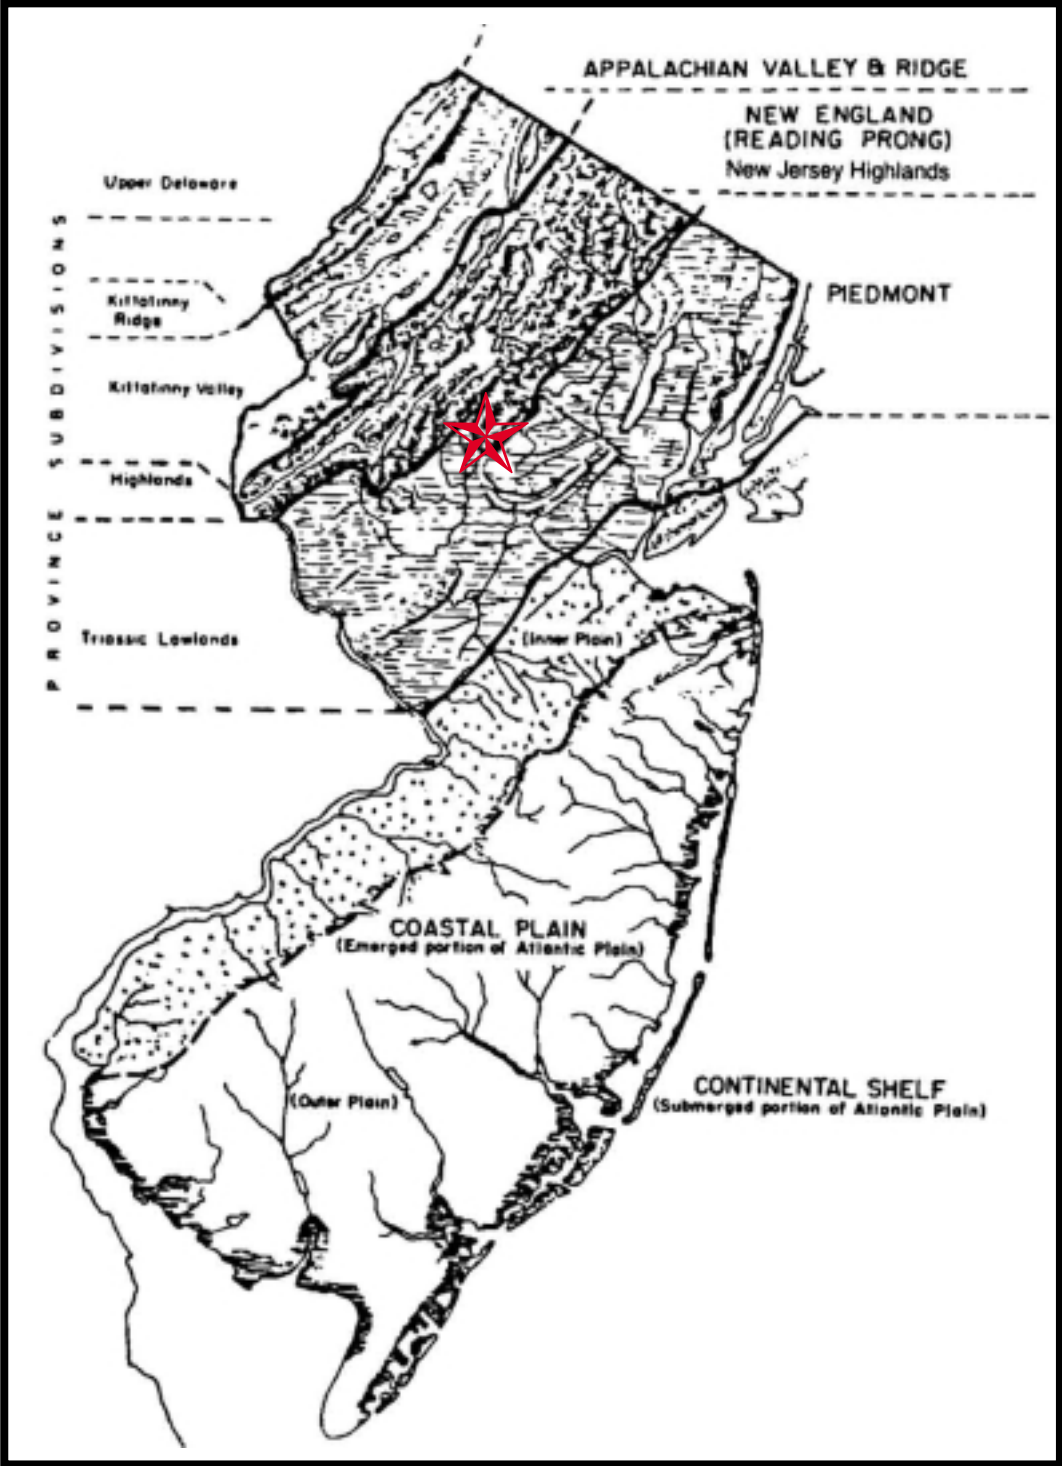 APPALACHIAN VALLEY & RIDGE
NEW ENGLAND
(READING PRONG)
New Jersey Highlands
Upper Delaware
PROVINCE SUBDIVISIONS
Kittatinny
Ridge
PIEDMONT
Kittatinny Valley
Highlands
Triassic Lowlands
(Inner Plain)
COASTAL PLAIN
(Emerged portion of Atlantic Plain)
CONTINENTAL SHELF
(Submerged portion of Atlantic Plain)
(Outer Plain)